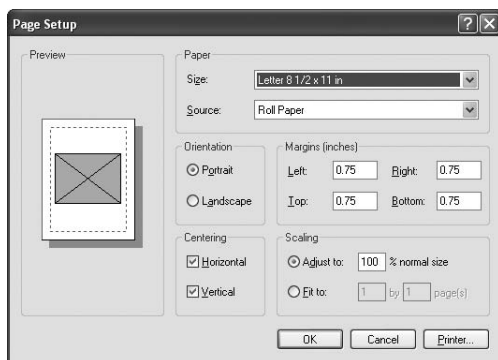 Page Setup
Preview
Paper
Size: Letter 8 1/2 x 11 in
Source: Roll Paper
Orientation
Portrait
Landscape
Margins (inches)
Left: 0.75 Right: 0.75
Top: 0.75 Bottom: 0.75
Centering
Horizontal
Vertical
Scaling
Adjust to: 100 % normal size
Fit to: 1 by 1 page(s)
OK Cancel Printer...